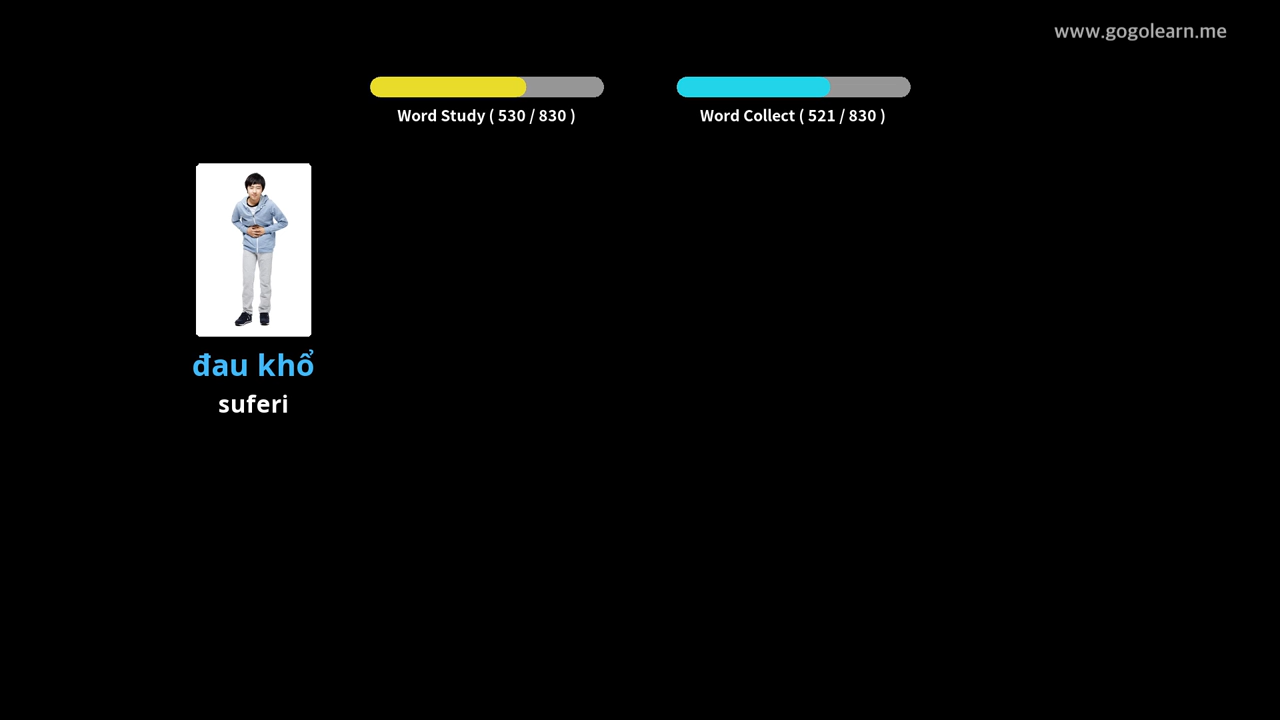 www.gogolearn.me
Word Study ( 530 / 830 )
Word Collect ( 521 / 830 )
đau khổ
suferi